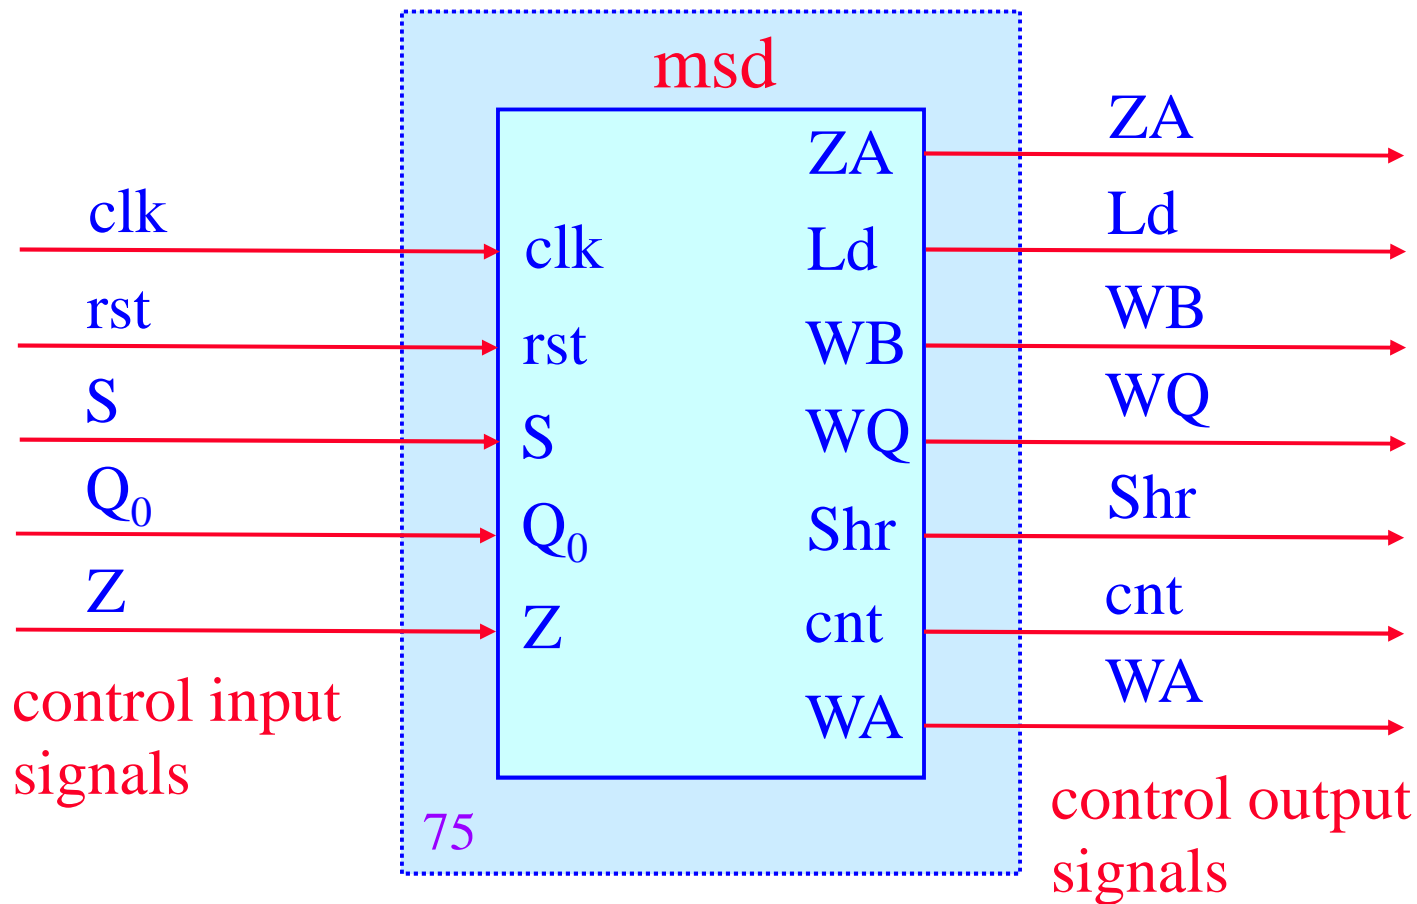 msd
ZA
ZA
clk
Ld
clk
Ld
rst
WB
rst
WB
S
WQ
S
WQ
Q₀
Shr
Q₀
Shr
Z
cnt
Z
cnt
WA
WA
control input
signals
75
control output
signals